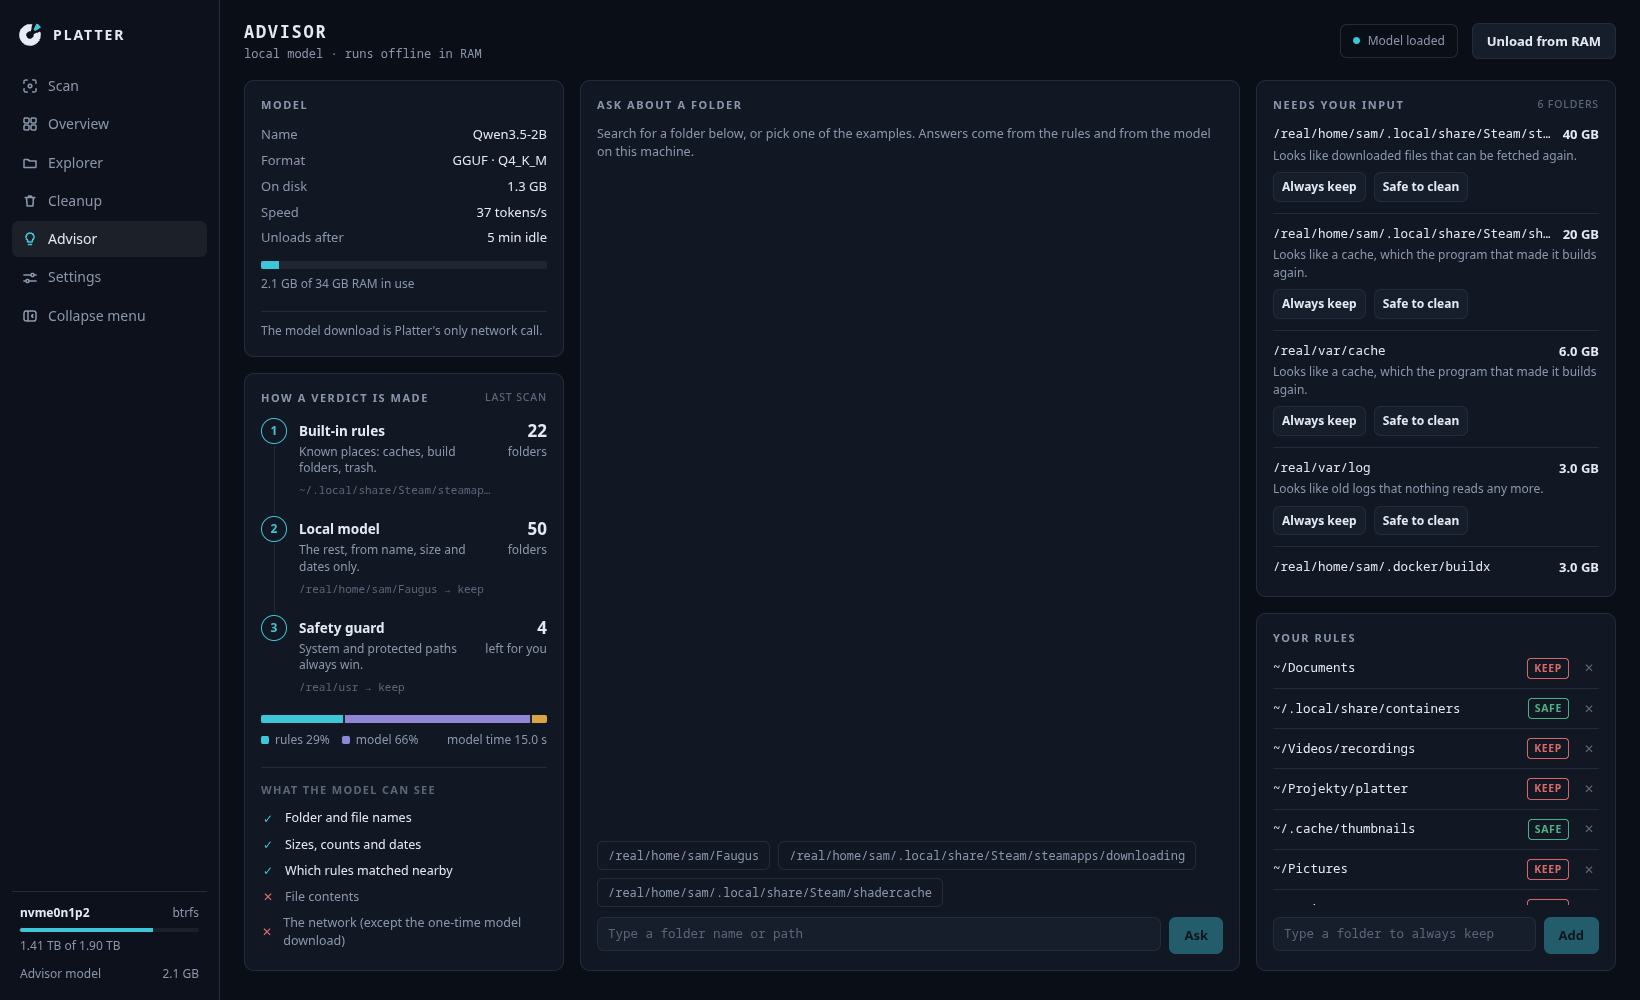 PLATTER
Scan
Overview
Explorer
Cleanup
Advisor
Settings
Collapse menu
nvme0n1p2 btrfs
1.41 TB of 1.90 TB
Advisor model 2.1 GB
ADVISOR
local model · runs offline in RAM
Model loaded
Unload from RAM
MODEL
Name Qwen3.5-2B
Format GGUF · Q4_K_M
On disk 1.3 GB
Speed 37 tokens/s
Unloads after 5 min idle
2.1 GB of 34 GB RAM in use
The model download is Platter's only network call.
HOW A VERDICT IS MADE LAST SCAN
1 Built-in rules 22
Known places: caches, build folders
folders, trash.
~/.local/share/Steam/steamap…
2 Local model 50
The rest, from name, size and folders
dates only.
/real/home/sam/Faugus → keep
3 Safety guard 4
System and protected paths left for you
always win.
/real/usr → keep
rules 29% model 66% model time 15.0 s
WHAT THE MODEL CAN SEE
✓ Folder and file names
✓ Sizes, counts and dates
✓ Which rules matched nearby
✕ File contents
✕ The network (except the one-time model
download)
ASK ABOUT A FOLDER
Search for a folder below, or pick one of the examples. Answers come from the rules and from the model
on this machine.
/real/home/sam/Faugus
/real/home/sam/.local/share/Steam/steamapps/downloading
/real/home/sam/.local/share/Steam/shadercache
Type a folder name or path
Ask
NEEDS YOUR INPUT 6 FOLDERS
/real/home/sam/.local/share/Steam/st… 40 GB
Looks like downloaded files that can be fetched again.
Always keep Safe to clean
/real/home/sam/.local/share/Steam/sh… 20 GB
Looks like a cache, which the program that made it builds
again.
Always keep Safe to clean
/real/var/cache 6.0 GB
Looks like a cache, which the program that made it builds
again.
Always keep Safe to clean
/real/var/log 3.0 GB
Looks like old logs that nothing reads any more.
Always keep Safe to clean
/real/home/sam/.docker/buildx 3.0 GB
YOUR RULES
~/Documents KEEP ✕
~/.local/share/containers SAFE ✕
~/Videos/recordings KEEP ✕
~/Projekty/platter KEEP ✕
~/.cache/thumbnails SAFE ✕
~/Pictures KEEP ✕
Type a folder to always keep
Add